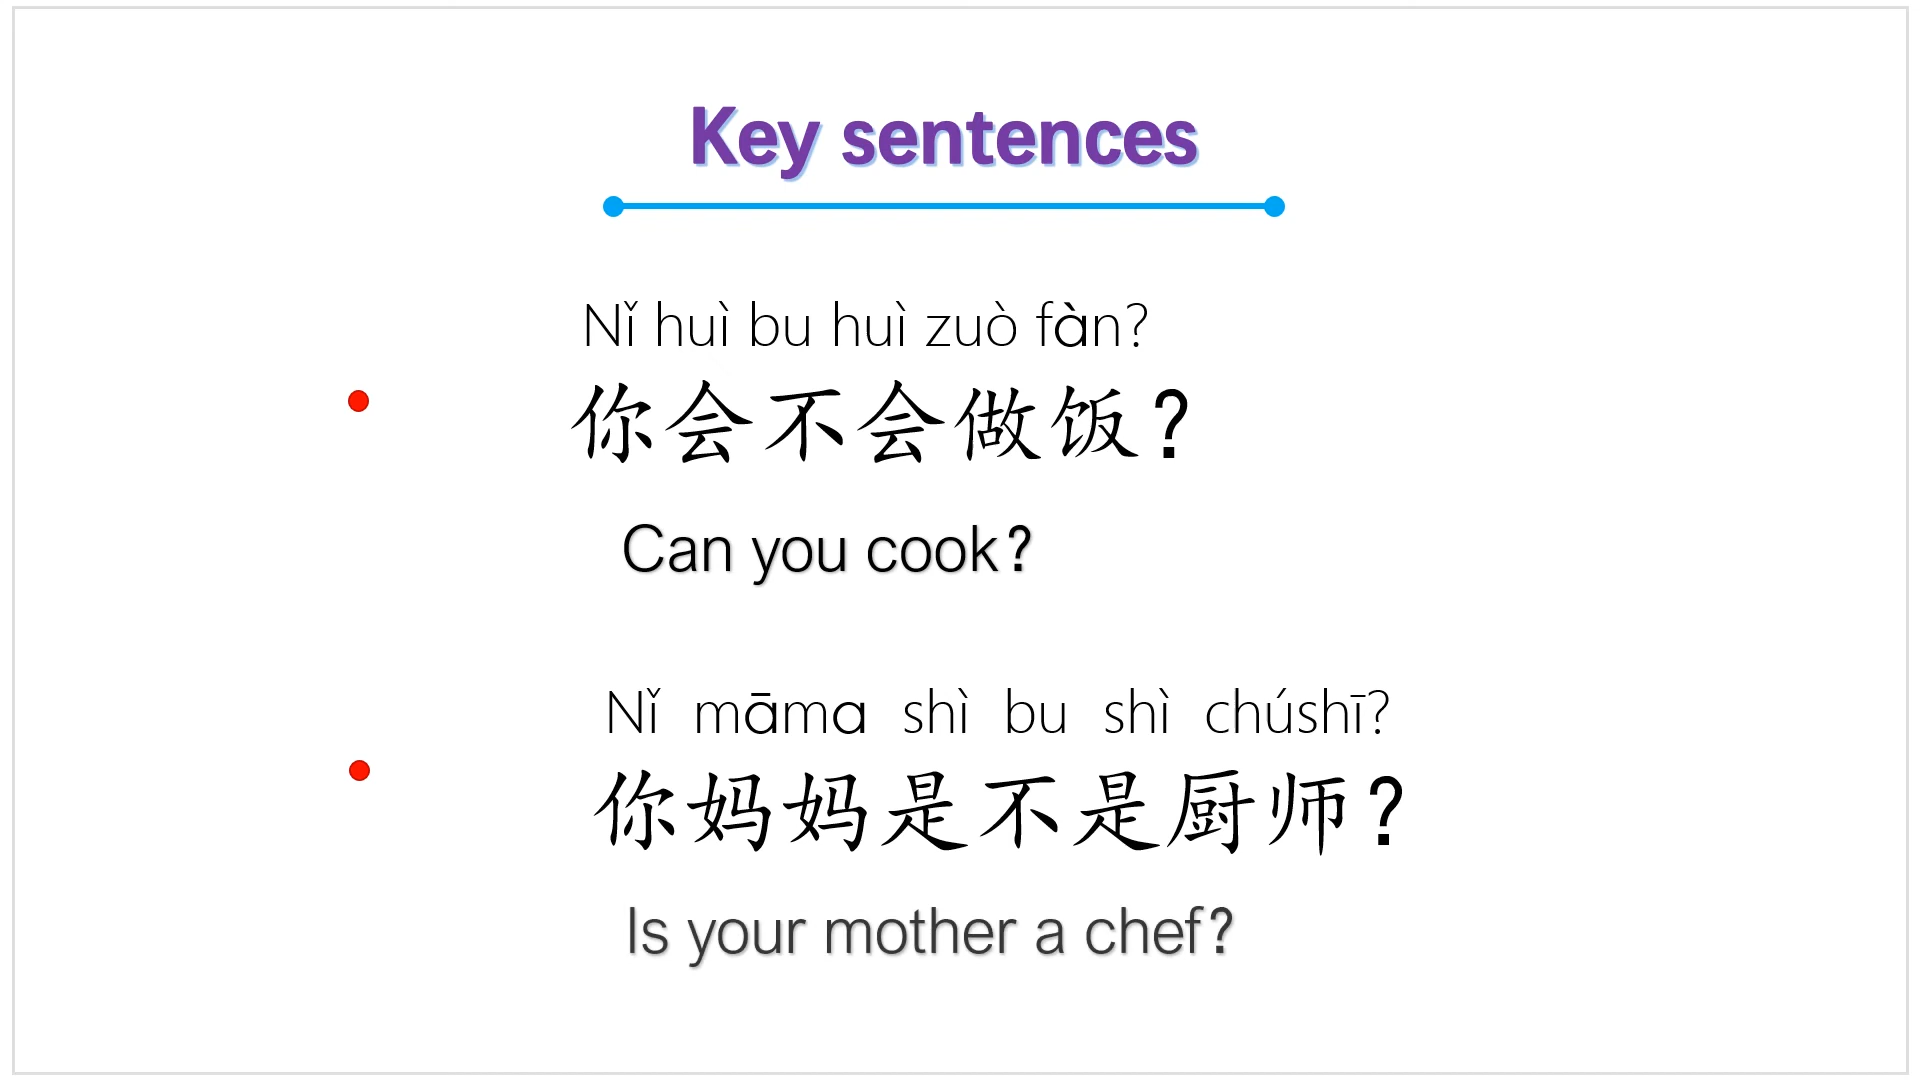 Key sentences
Nǐ huì bu huì zuò fàn?
你会不会做饭？
Can you cook？
Nǐ māma shì bu shì chúshī?
你妈妈是不是厨师？
Is your mother a chef？